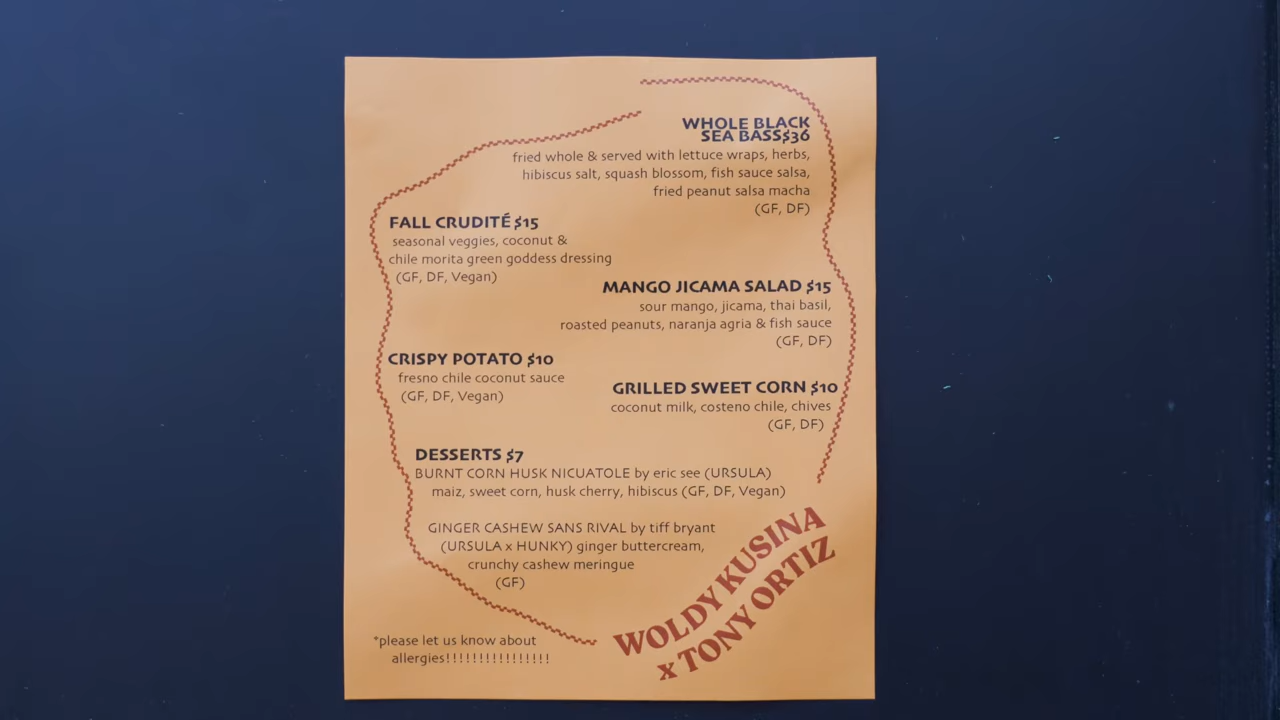 WHOLE BLACK
SEA BASS $36
fried whole & served with lettuce wraps, herbs,
hibiscus salt, squash blossom, fish sauce salsa,
fried peanut salsa macha
(GF, DF)
FALL CRUDITÉ $15
seasonal veggies, coconut &
chile morita green goddess dressing
(GF, DF, Vegan)
MANGO JICAMA SALAD $15
sour mango, jicama, thai basil,
roasted peanuts, naranja agria & fish sauce
(GF, DF)
CRISPY POTATO $10
fresno chile coconut sauce
(GF, DF, Vegan)
GRILLED SWEET CORN $10
coconut milk, costeno chile, chives
(GF, DF)
DESSERTS $7
BURNT CORN HUSK NICUATOLE by eric see (URSULA)
maiz, sweet corn, husk cherry, hibiscus (GF, DF, Vegan)
GINGER CASHEW SANS RIVAL by tiff bryant
(URSULA x HUNKY) ginger buttercream,
crunchy cashew meringue
(GF)
WOLDY KUSINA
x TONY ORTIZ
*please let us know about
allergies!!!!!!!!!!!!!!!!